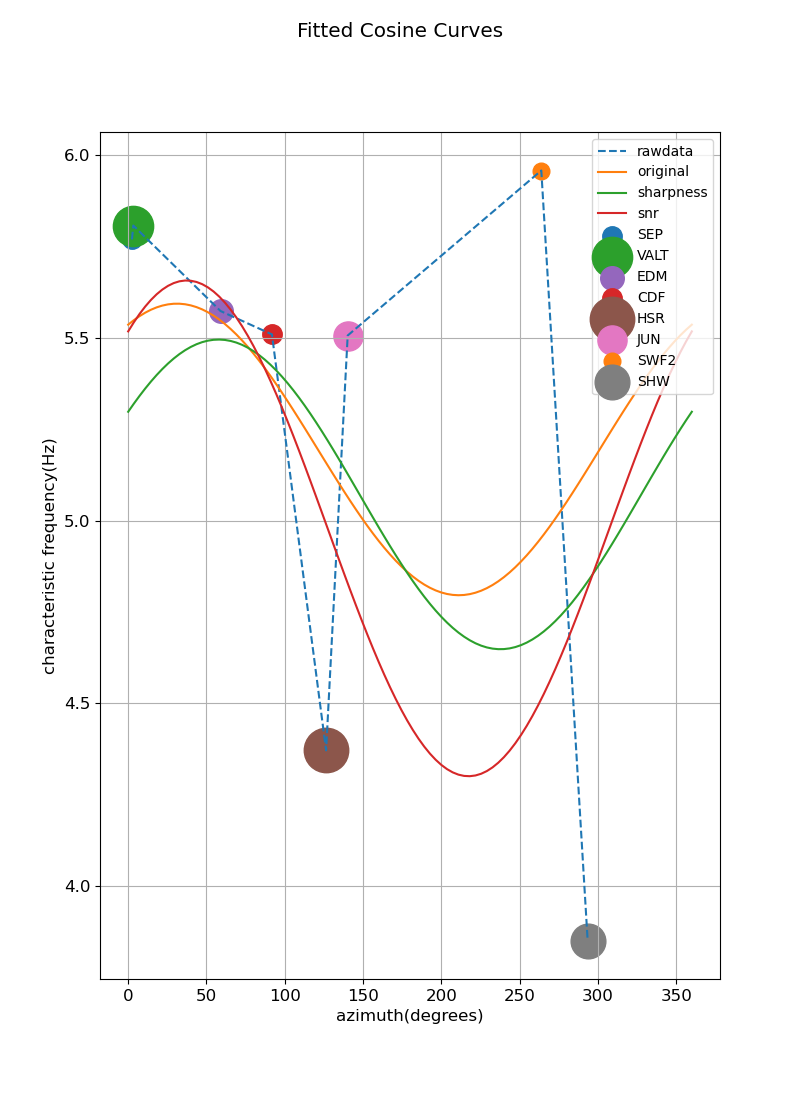 Fitted Cosine Curves
6.0
5.5
5.0
4.5
4.0
characteristic frequency(Hz)
rawdata
original
sharpness
snr
SEP
VALT
EDM
CDF
HSR
JUN
SWF2
SHW
0 50 100 150 200 250 300 350
azimuth(degrees)